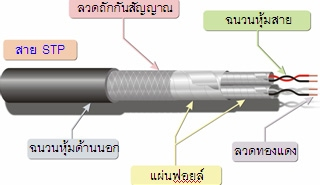 ลวดถักกันสัญญาณ
ฉนวนหุ้มสาย
สาย STP
ฉนวนหุ้มด้านนอก
ลวดทองแดง
แผ่นฟอยล์